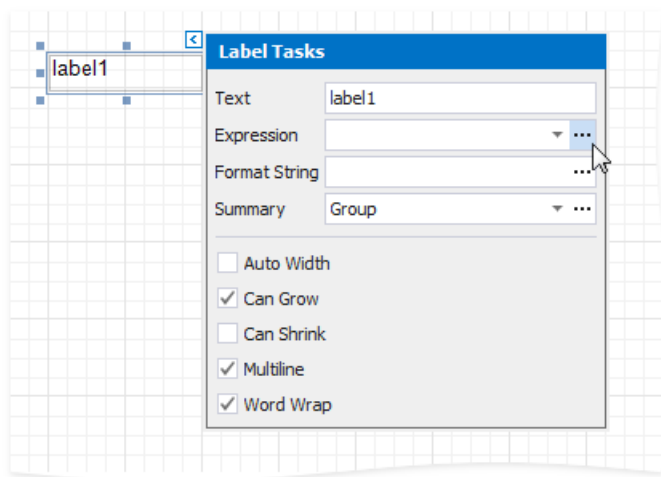 label1
Label Tasks
Text label1
Expression
Format String
Summary Group
Auto Width
Can Grow
Can Shrink
Multiline
Word Wrap